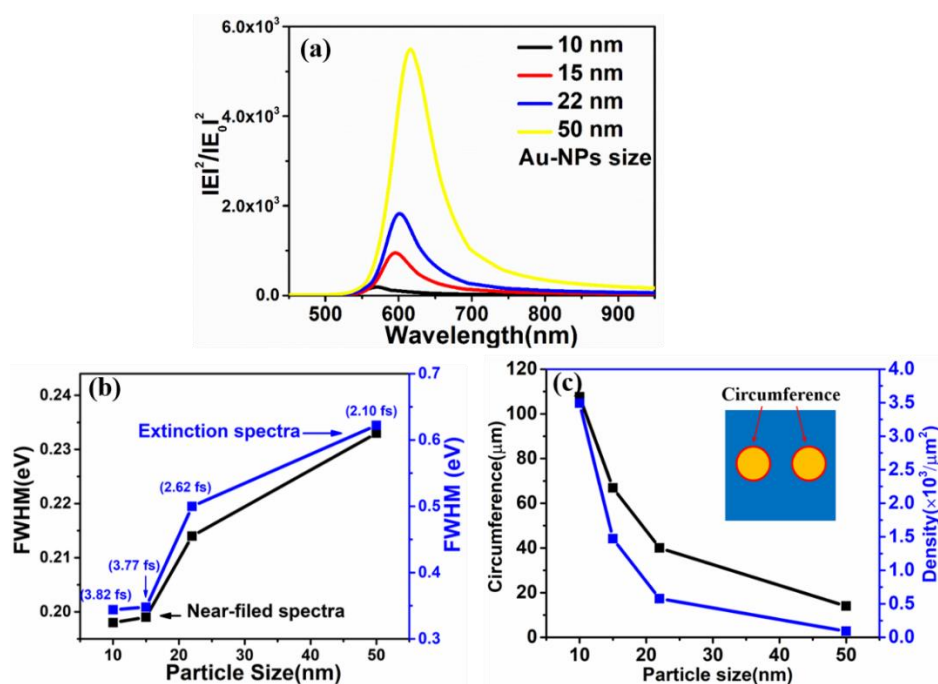 (a)
6.0x10³
4.0x10³
2.0x10³
0.0
|E|²/|E₀|²
10 nm
15 nm
22 nm
50 nm
Au-NPs size
500 600 700 800 900
Wavelength(nm)
(b)
0.24
0.23
0.22
0.21
0.20
FWHM(eV)
0.7
0.6
0.5
0.4
0.3
FWHM (eV)
Extinction spectra
(2.10 fs)
(2.62 fs)
(3.77 fs)
(3.82 fs)
Near-filed spectra
10 20 30 40 50
Particle Size(nm)
(c)
120
100
80
60
40
20
0
Circumference(μm)
4.0
3.5
3.0
2.5
2.0
1.5
1.0
0.5
0.0
Density(×10³/μm²)
Circumference
10 20 30 40 50
Particle size(nm)